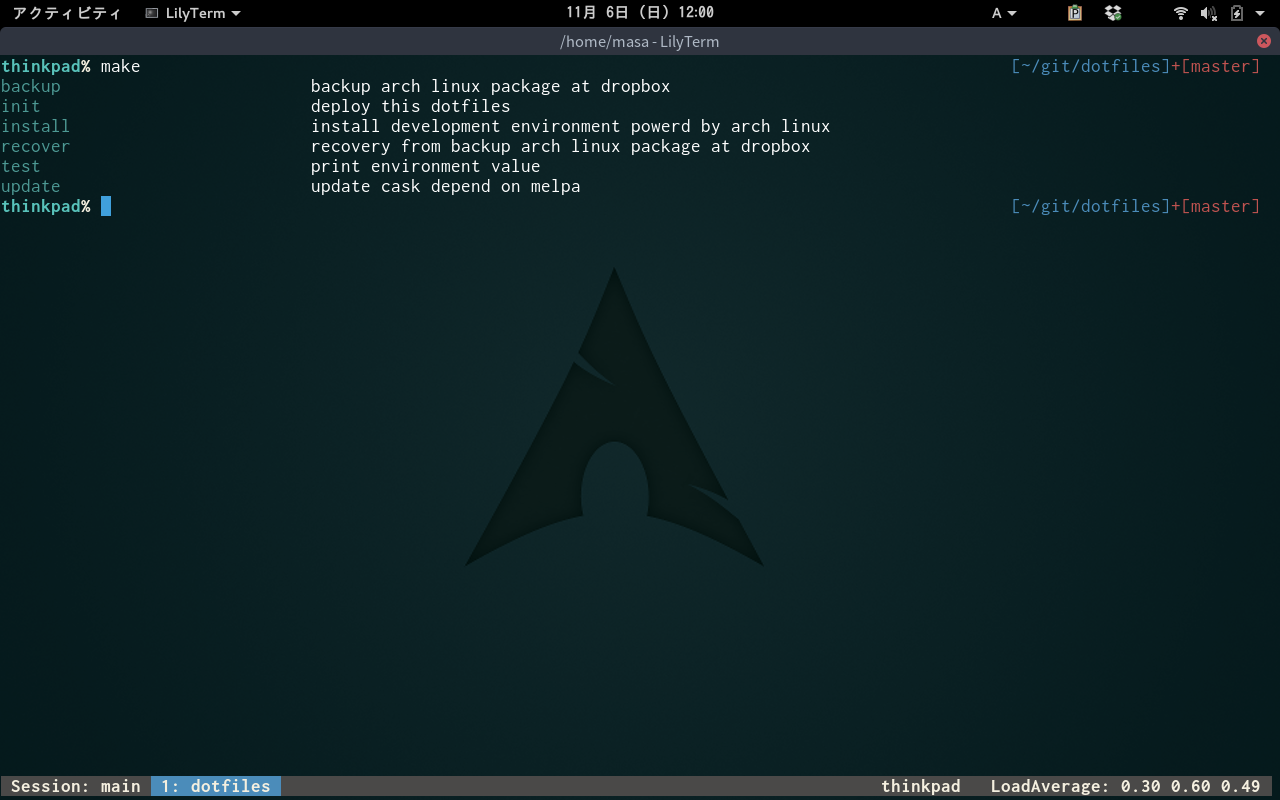 アクティビティ LilyTerm 11月 6日 (日) 12:00 A
/home/masa - LilyTerm
thinkpad% make [~/git/dotfiles]+[master]
backup backup arch linux package at dropbox
init deploy this dotfiles
install install development environment powerd by arch linux
recover recovery from backup arch linux package at dropbox
test print environment value
update update cask depend on melpa
thinkpad% [~/git/dotfiles]+[master]
Session: main 1: dotfiles thinkpad LoadAverage: 0.30 0.60 0.49